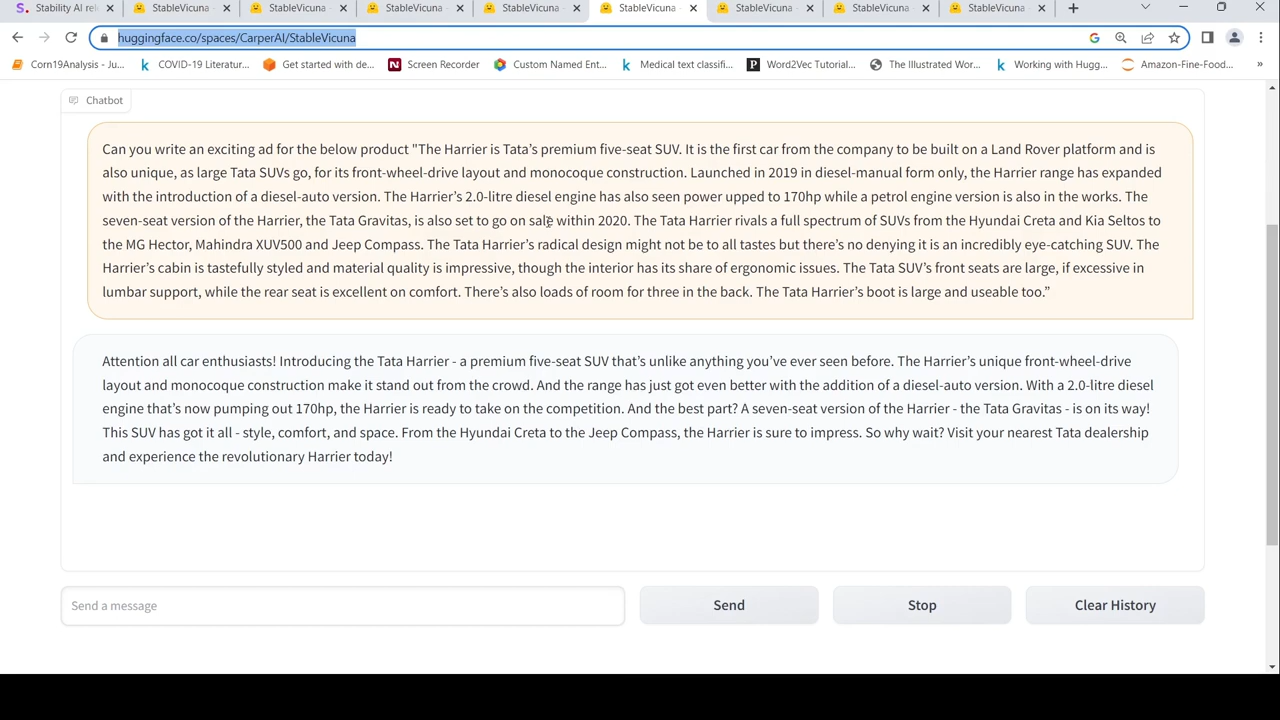 Stability AI rel
StableVicuna -
StableVicuna -
StableVicuna -
StableVicuna -
StableVicuna -
StableVicuna -
StableVicuna -
StableVicuna -
huggingface.co/spaces/CarperAI/StableVicuna
Corn19Analysis - Ju...
COVID-19 Literatur...
Get started with de...
Screen Recorder
Custom Named Ent...
Medical text classifi...
Word2Vec Tutorial...
The Illustrated Wor...
Working with Hugg...
Amazon-Fine-Food...
Chatbot
Can you write an exciting ad for the below product "The Harrier is Tata’s premium five-seat SUV. It is the first car from the company to be built on a Land Rover platform and is
also unique, as large Tata SUVs go, for its front-wheel-drive layout and monocoque construction. Launched in 2019 in diesel-manual form only, the Harrier range has expanded
with the introduction of a diesel-auto version. The Harrier’s 2.0-litre diesel engine has also seen power upped to 170hp while a petrol engine version is also in the works. The
seven-seat version of the Harrier, the Tata Gravitas, is also set to go on sale within 2020. The Tata Harrier rivals a full spectrum of SUVs from the Hyundai Creta and Kia Seltos to
the MG Hector, Mahindra XUV500 and Jeep Compass. The Tata Harrier’s radical design might not be to all tastes but there’s no denying it is an incredibly eye-catching SUV. The
Harrier’s cabin is tastefully styled and material quality is impressive, though the interior has its share of ergonomic issues. The Tata SUV’s front seats are large, if excessive in
lumbar support, while the rear seat is excellent on comfort. There’s also loads of room for three in the back. The Tata Harrier’s boot is large and useable too.”
Attention all car enthusiasts! Introducing the Tata Harrier - a premium five-seat SUV that’s unlike anything you’ve ever seen before. The Harrier’s unique front-wheel-drive
layout and monocoque construction make it stand out from the crowd. And the range has just got even better with the addition of a diesel-auto version. With a 2.0-litre diesel
engine that’s now pumping out 170hp, the Harrier is ready to take on the competition. And the best part? A seven-seat version of the Harrier - the Tata Gravitas - is on its way!
This SUV has got it all - style, comfort, and space. From the Hyundai Creta to the Jeep Compass, the Harrier is sure to impress. So why wait? Visit your nearest Tata dealership
and experience the revolutionary Harrier today!
Send a message
Send
Stop
Clear History